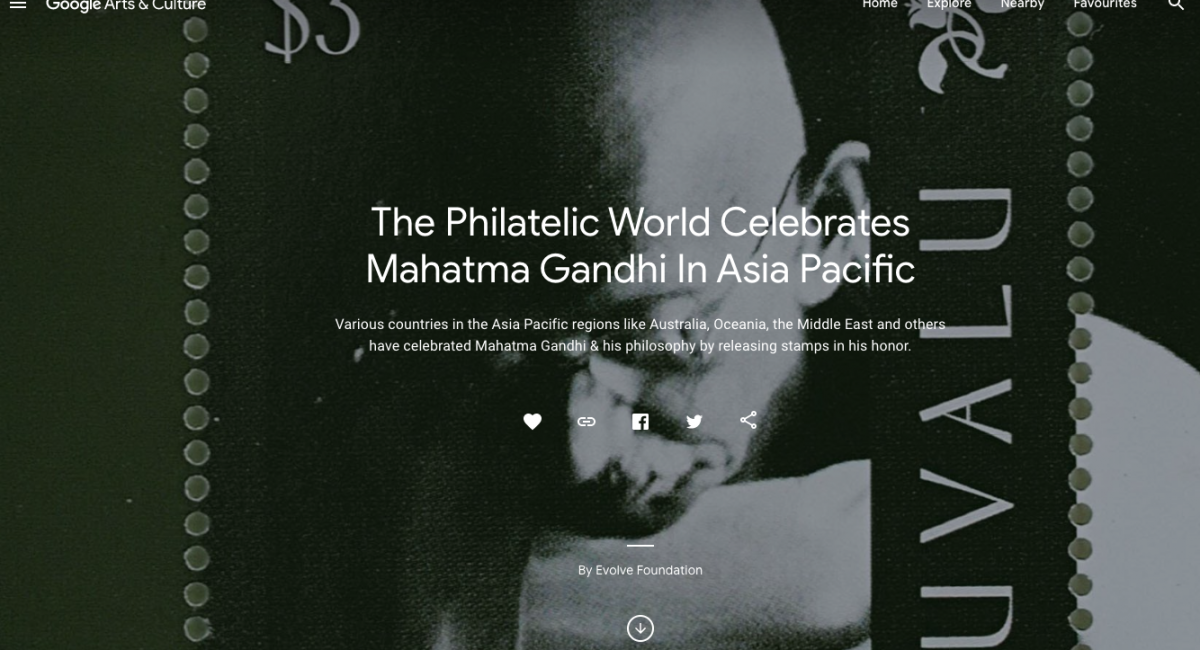 $3
Google Arts & Culture
Home Explore Nearby Favourites
The Philatelic World Celebrates
Mahatma Gandhi In Asia Pacific
Various countries in the Asia Pacific regions like Australia, Oceania, the Middle East and others
have celebrated Mahatma Gandhi & his philosophy by releasing stamps in his honor.
By Evolve Foundation
UVALU